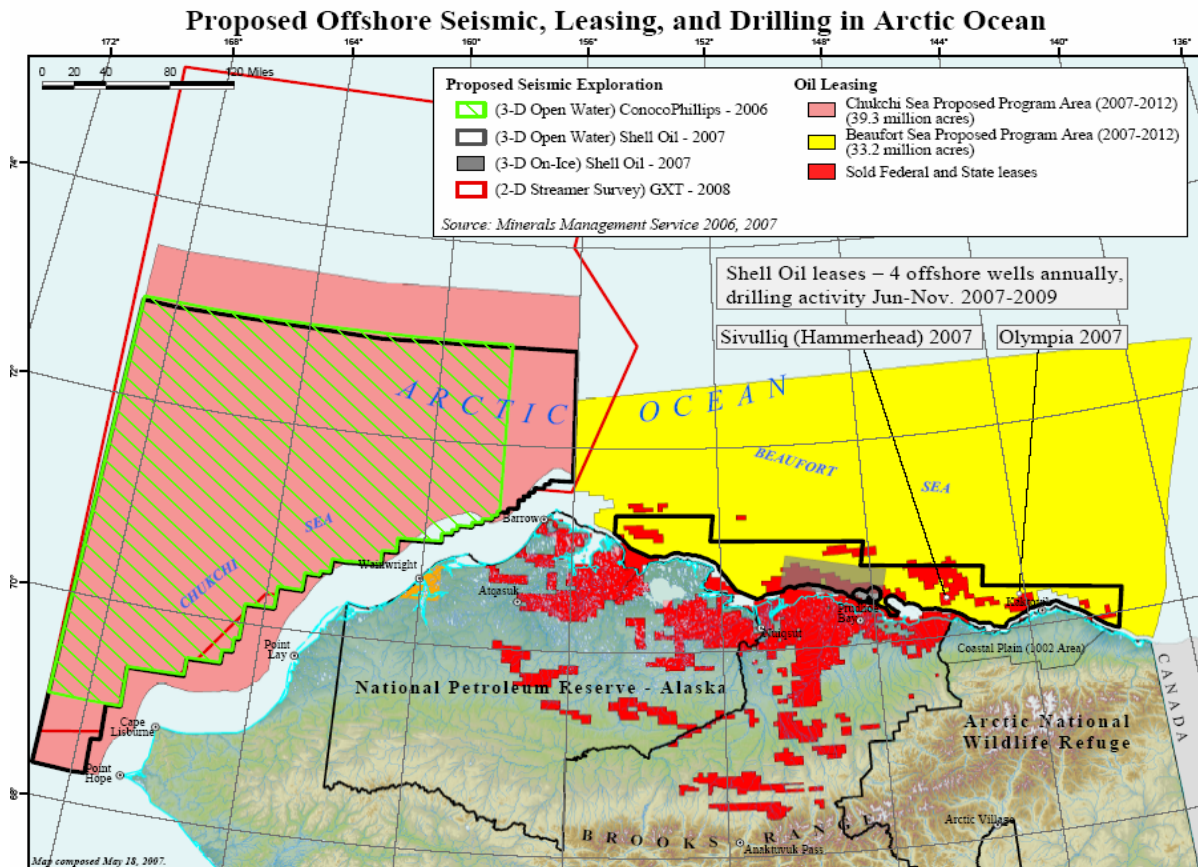 Proposed Offshore Seismic, Leasing, and Drilling in Arctic Ocean
172° 168° 164° 160° 156° 152° 148° 144° 140° 136°
0 20 40 80 120 Miles
Proposed Seismic Exploration
(3-D Open Water) ConocoPhillips - 2006
(3-D Open Water) Shell Oil - 2007
(3-D On-Ice) Shell Oil - 2007
(2-D Streamer Survey) GXT - 2008
Source: Minerals Management Service 2006, 2007
Oil Leasing
Chukchi Sea Proposed Program Area (2007-2012)
(39.3 million acres)
Beaufort Sea Proposed Program Area (2007-2012)
(33.2 million acres)
Sold Federal and State leases
74°
72°
70°
68°
Shell Oil leases – 4 offshore wells annually,
drilling activity Jun-Nov. 2007-2009
Sivulliq (Hammerhead) 2007
Olympia 2007
ARCTIC OCEAN
BEAUFORT SEA
CHUKCHI SEA
Barrow
Wainwright
Atqasuk
Point
Lay
Cape
Lisburne
Point
Hope
Nuiqsut
Prudhoe
Bay
Coastal Plain (1002 Area)
CANADA
National Petroleum Reserve - Alaska
Arctic National
Wildlife Refuge
BROOKS RANGE
Arctic Village
Anaktuvuk Pass
Map composed May 18, 2007.